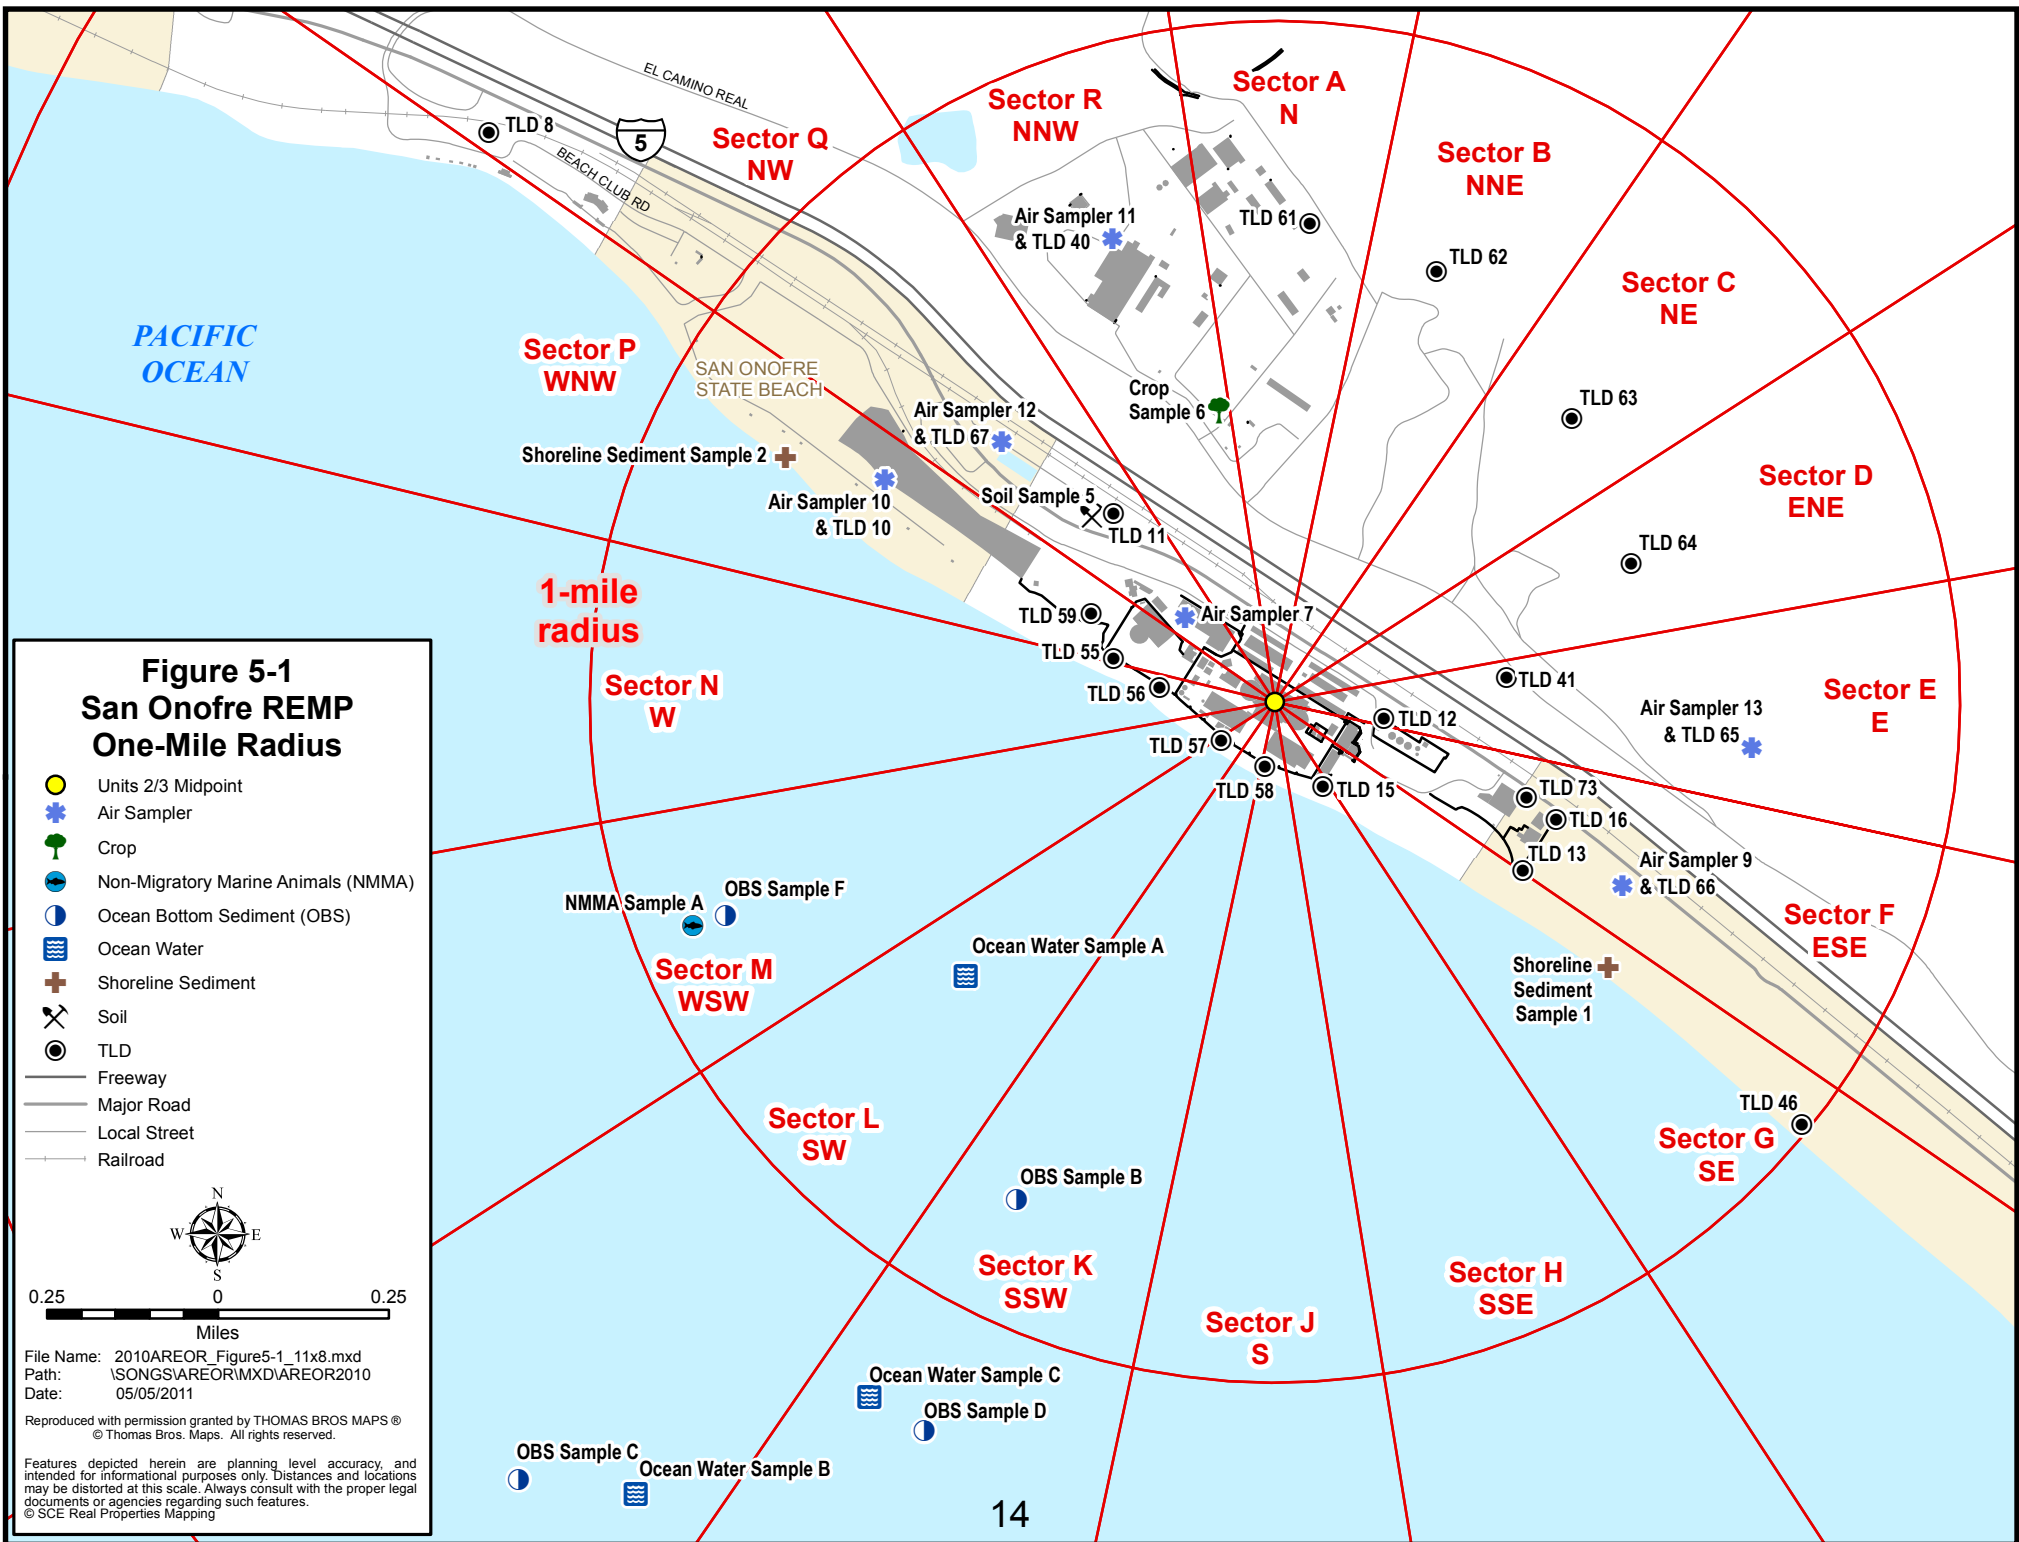 EL CAMINO REAL
BEACH CLUB RD
5
TLD 8
Sector Q
NW
Sector R
NNW
Sector A
N
Sector B
NNE
Sector C
NE
Sector D
ENE
Sector E
E
Sector F
ESE
Sector G
SE
Sector H
SSE
Sector J
S
Sector K
SSW
Sector L
SW
Sector M
WSW
Sector N
W
Sector P
WNW
1-mile
radius
PACIFIC
OCEAN
SAN ONOFRE
STATE BEACH
Air Sampler 11
& TLD 40
TLD 61
TLD 62
TLD 63
TLD 64
Crop
Sample 6
Air Sampler 12
& TLD 67
Shoreline Sediment Sample 2
Air Sampler 10
& TLD 10
Soil Sample 5
TLD 11
TLD 59
Air Sampler 7
TLD 55
TLD 56
TLD 57
TLD 58
TLD 15
TLD 12
TLD 41
Air Sampler 13
& TLD 65
TLD 73
TLD 16
TLD 13
Air Sampler 9
& TLD 66
Shoreline
Sediment
Sample 1
TLD 46
NMMA Sample A
OBS Sample F
Ocean Water Sample A
OBS Sample B
Ocean Water Sample C
OBS Sample D
OBS Sample C
Ocean Water Sample B
14
Figure 5-1
San Onofre REMP
One-Mile Radius
Units 2/3 Midpoint
Air Sampler
Crop
Non-Migratory Marine Animals (NMMA)
Ocean Bottom Sediment (OBS)
Ocean Water
Shoreline Sediment
Soil
TLD
Freeway
Major Road
Local Street
Railroad
N
W E
S
0.25 0 0.25
Miles
File Name: 2010AREOR_Figure5-1_11x8.mxd
Path: \SONGS\AREOR\MXD\AREOR2010
Date: 05/05/2011
Reproduced with permission granted by THOMAS BROS MAPS ®
© Thomas Bros. Maps. All rights reserved.
Features depicted herein are planning level accuracy, and
intended for informational purposes only. Distances and locations
may be distorted at this scale. Always consult with the proper legal
documents or agencies regarding such features.
© SCE Real Properties Mapping